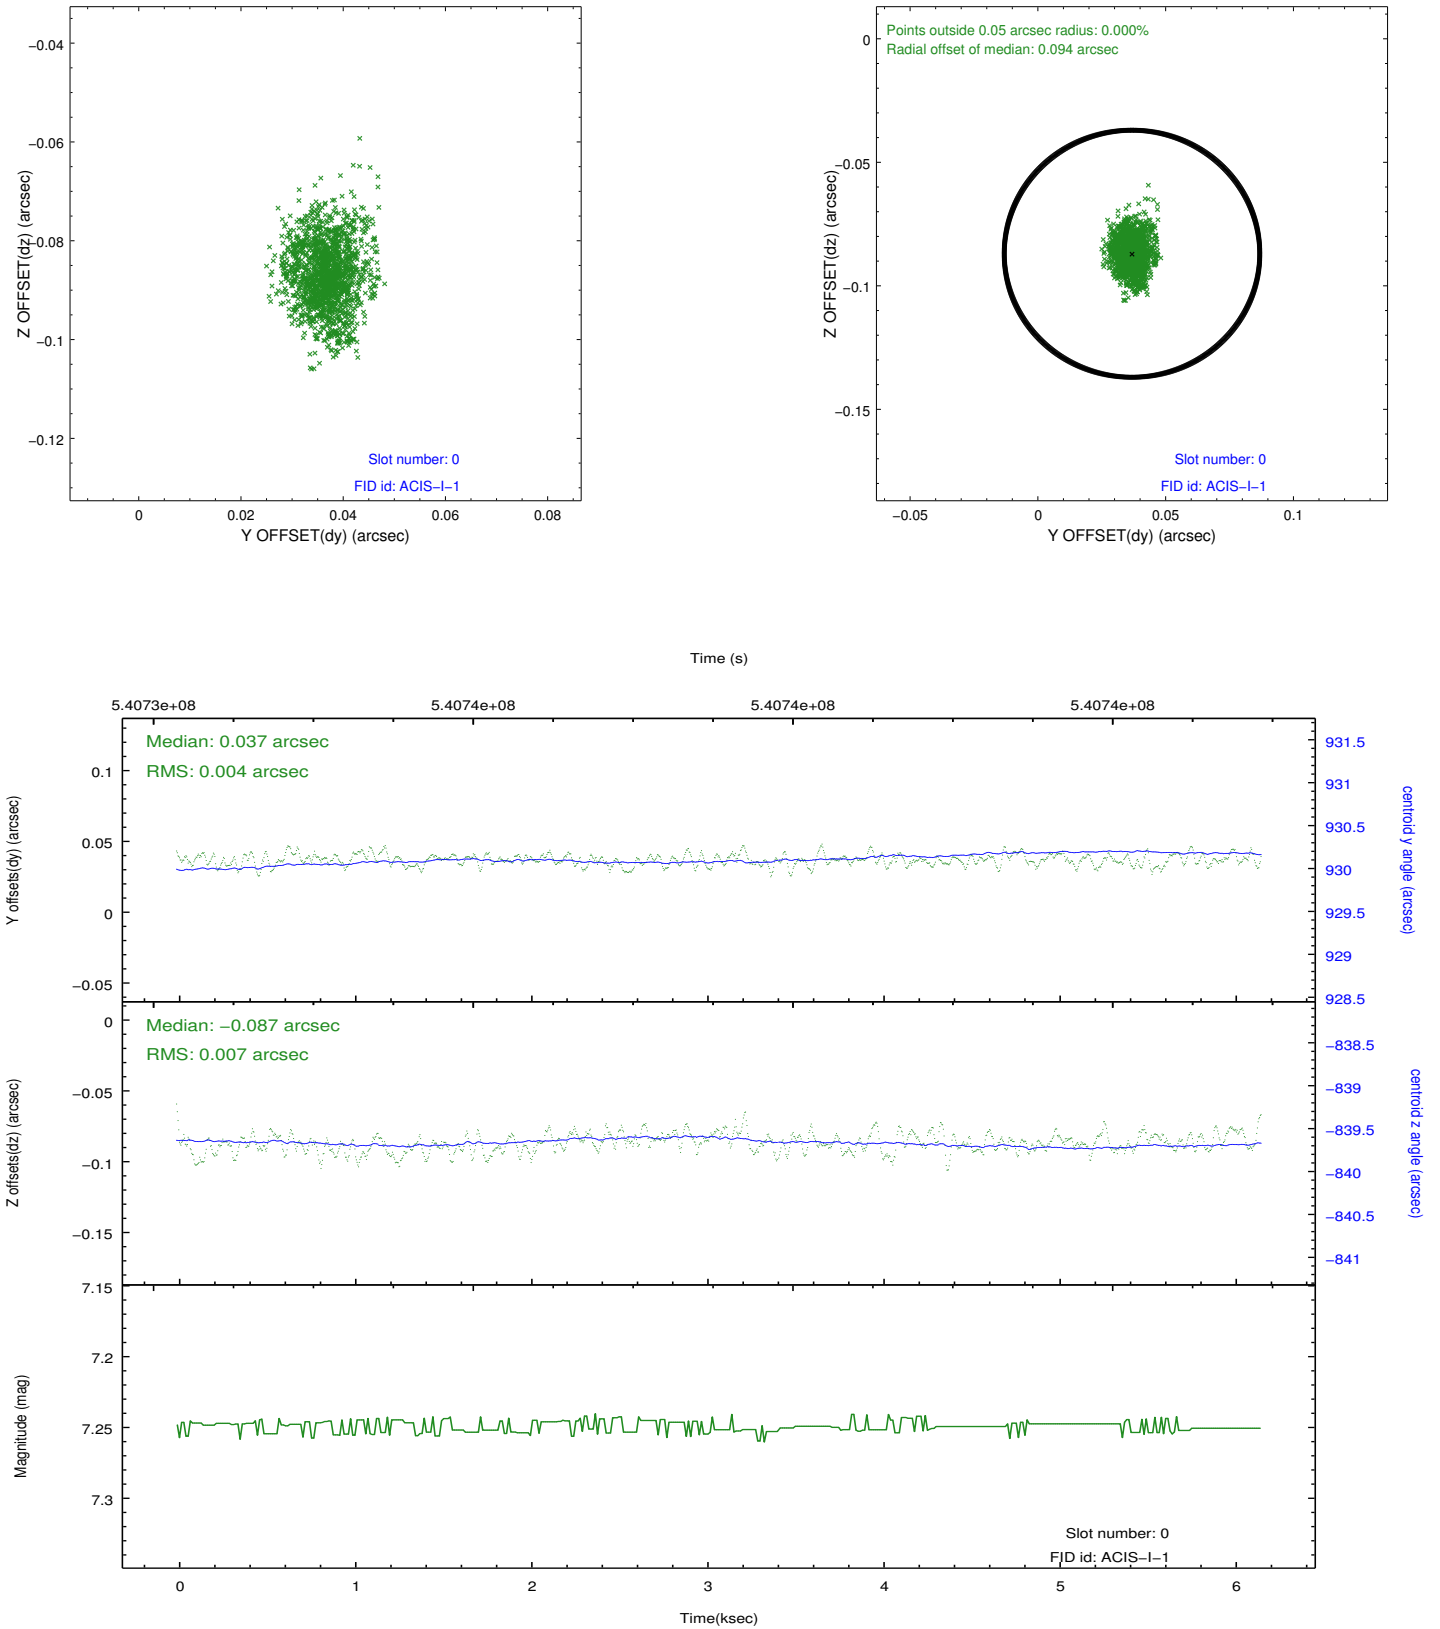 −0.04
−0.06
−0.08
−0.1
−0.12
Z OFFSET(dz) (arcsec)
Slot number: 0
FID id: ACIS−I−1
0 0.02 0.04 0.06 0.08
Y OFFSET(dy) (arcsec)
Points outside 0.05 arcsec radius: 0.000%
Radial offset of median: 0.094 arcsec
0
−0.05
−0.1
−0.15
Z OFFSET(dz) (arcsec)
Slot number: 0
FID id: ACIS−I−1
−0.05 0 0.05 0.1
Y OFFSET(dy) (arcsec)
Time (s)
5.4073e+08 5.4074e+08 5.4074e+08 5.4074e+08
Median: 0.037 arcsec
RMS: 0.004 arcsec
0.1
0.05
0
−0.05
Y offsets(dy) (arcsec)
931.5
931
930.5
930
929.5
929
928.5
centroid y angle (arcsec)
Median: −0.087 arcsec
RMS: 0.007 arcsec
0
−0.05
−0.1
−0.15
Z offsets(dz) (arcsec)
−838.5
−839
−839.5
−840
−840.5
−841
centroid z angle (arcsec)
7.15
7.2
7.25
7.3
Magnitude (mag)
Slot number: 0
FID id: ACIS−I−1
0 1 2 3 4 5 6
Time(ksec)